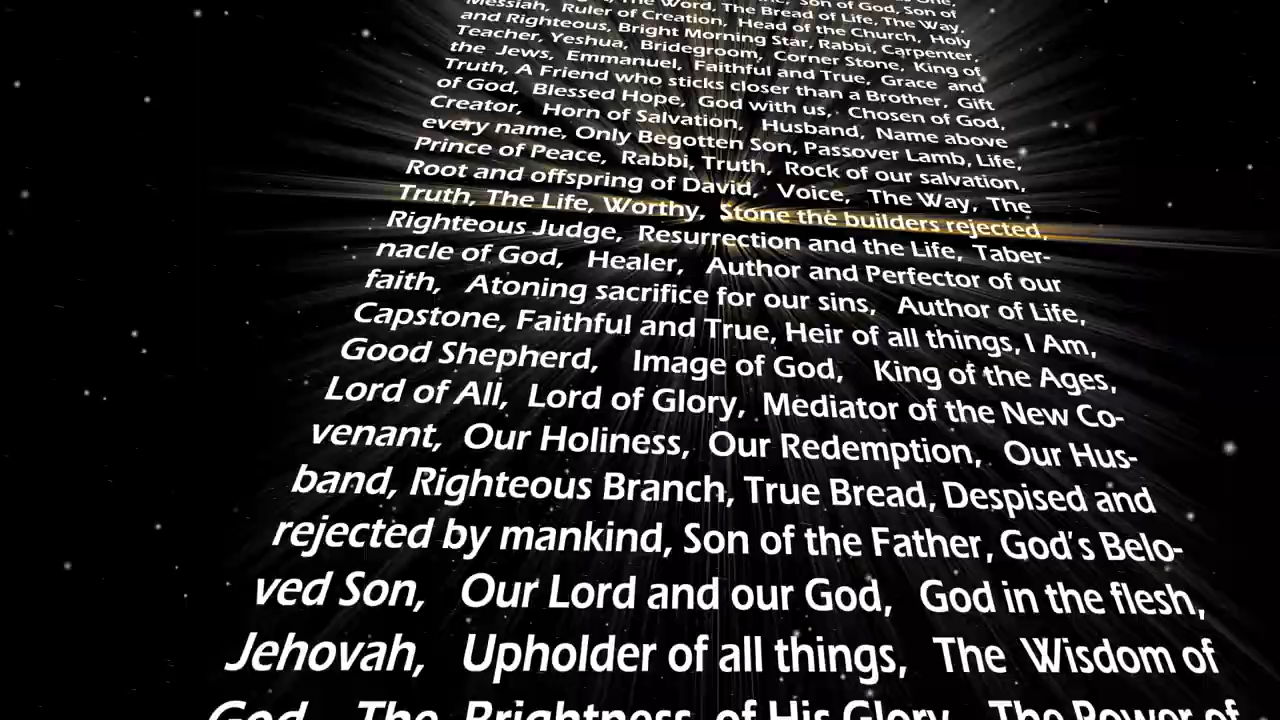 The Word, The Bread of Life, The Way,
Messiah, Ruler of Creation, Head of the Church, Holy
and Righteous, Bright Morning Star, Rabbi, Carpenter,
Teacher, Yeshua, Bridegroom, Corner Stone, King of
the Jews, Emmanuel, Faithful and True, Grace and
Truth, A Friend who sticks closer than a Brother, Gift
of God, Blessed Hope, God with us, Chosen of God,
Creator, Horn of Salvation, Husband, Name above
every name, Only Begotten Son, Passover Lamb, Life,
Prince of Peace, Rabbi, Truth, Rock of our salvation,
Root and offspring of David, Voice, The Way, The
Truth, The Life, Worthy, Stone the builders rejected,
Righteous Judge, Resurrection and the Life, Taber-
nacle of God, Healer, Author and Perfector of our
faith, Atoning sacrifice for our sins, Author of Life,
Capstone, Faithful and True, Heir of all things, I Am,
Good Shepherd, Image of God, King of the Ages,
Lord of All, Lord of Glory, Mediator of the New Co-
venant, Our Holiness, Our Redemption, Our Hus-
band, Righteous Branch, True Bread, Despised and
rejected by mankind, Son of the Father, God's Belo-
ved Son, Our Lord and our God, God in the flesh,
Jehovah, Upholder of all things, The Wisdom of
God, The Brightness of His Glory, The Power of